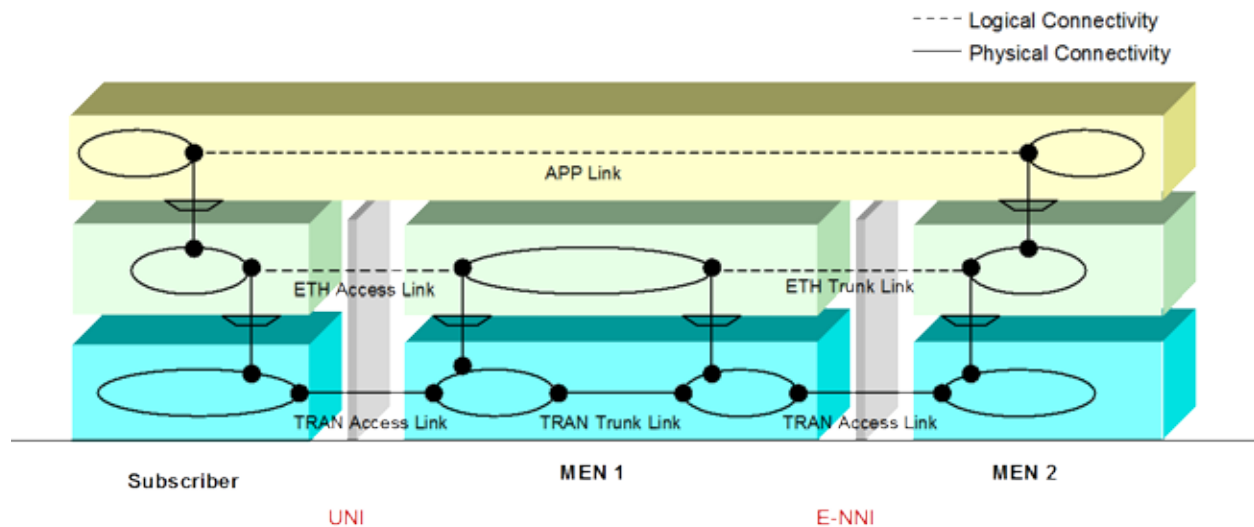 Logical Connectivity
Physical Connectivity
APP Link
ETH Access Link
ETH Trunk Link
TRAN Access Link
TRAN Trunk Link
TRAN Access Link
Subscriber
MEN 1
MEN 2
UNI
E-NNI